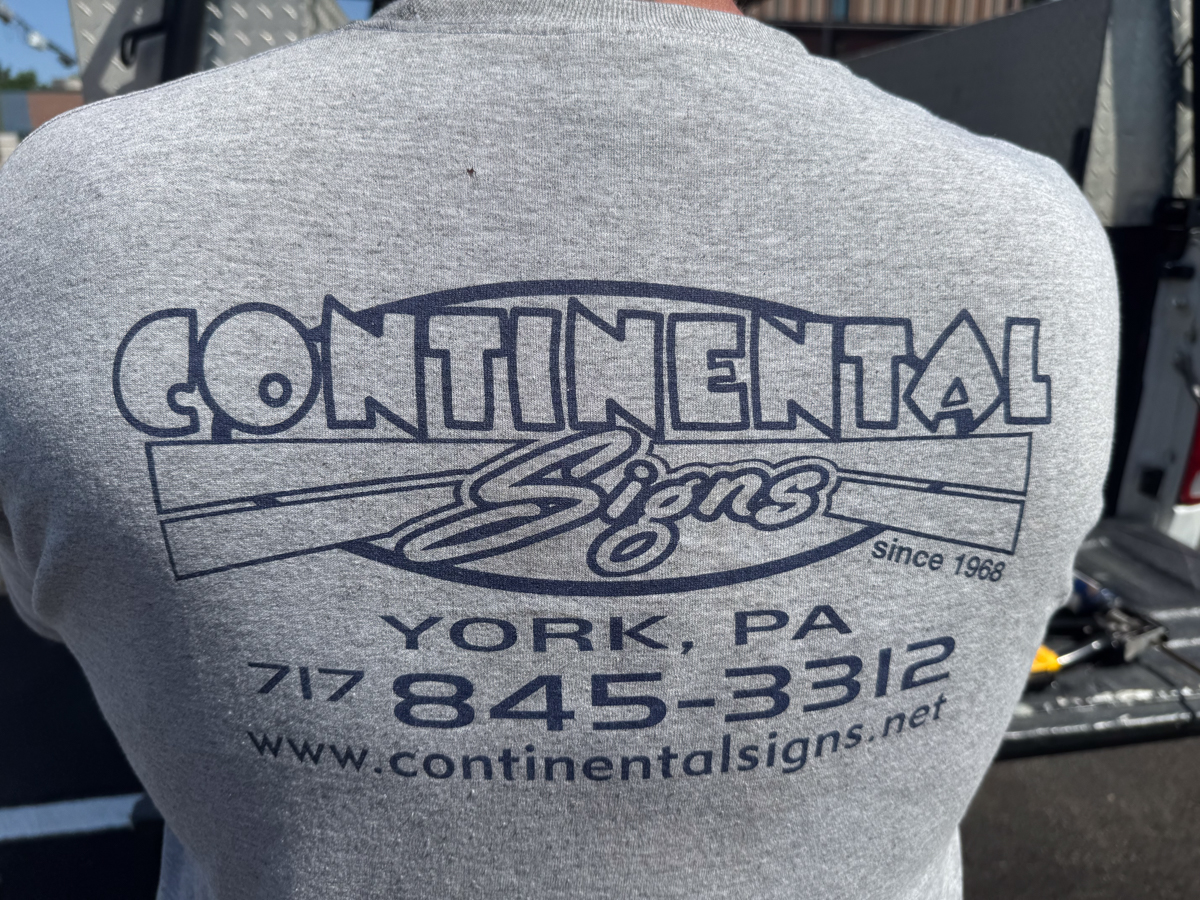 CONTINENTAL
Signs
since 1968
YORK, PA
717 845-3312
www.continentalsigns.net